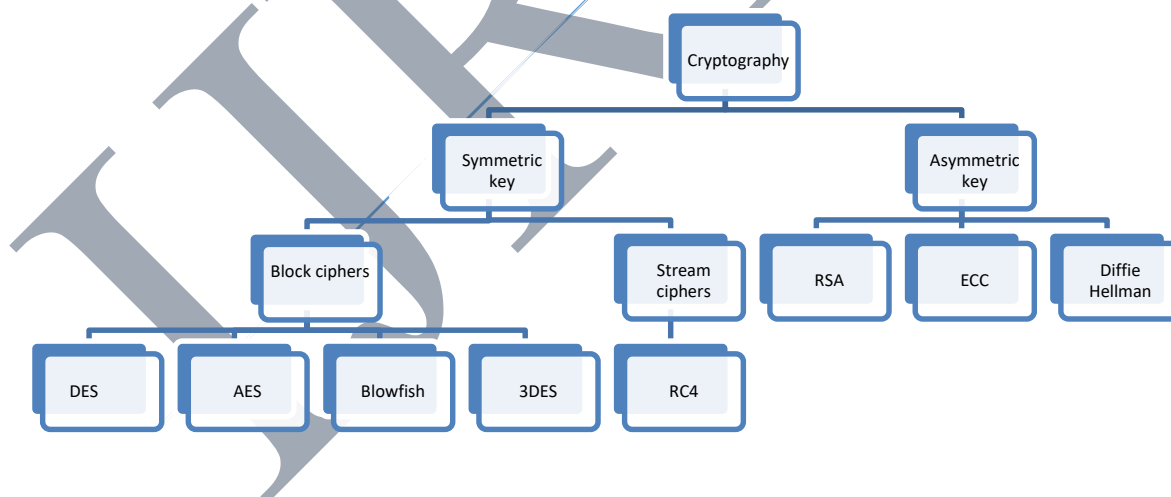 Cryptography
Symmetric
key
Asymmetric
key
Block ciphers
Stream
ciphers
RSA
ECC
Diffie
Hellman
DES
AES
Blowfish
3DES
RC4